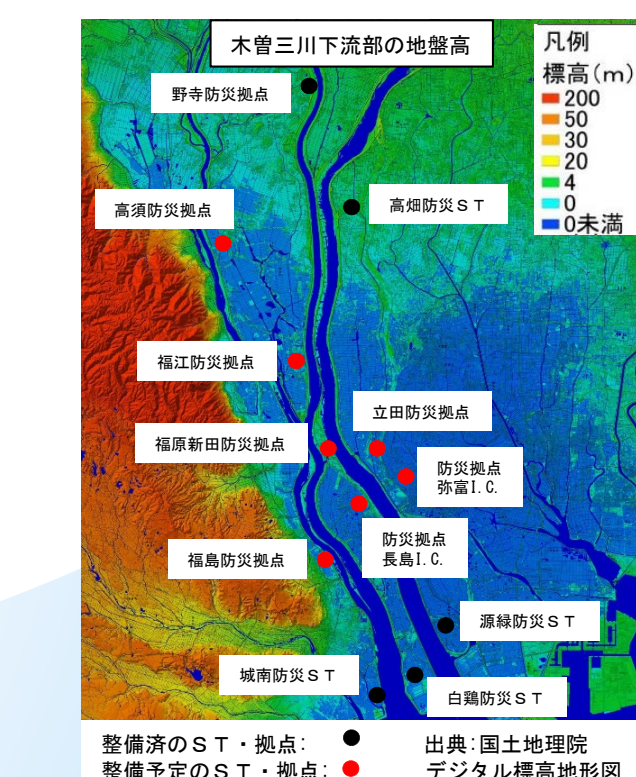 木曽三川下流部の地盤高
凡例
標高(m)
200
50
30
20
4
0
0未満
野寺防災拠点
高須防災拠点
高畑防災ST
福江防災拠点
立田防災拠点
福原新田防災拠点
防災拠点
弥富I.C.
防災拠点
長島I.C.
福島防災拠点
源緑防災ST
城南防災ST
白鶏防災ST
整備済のST・拠点:
出典:国土地理院
整備予定のST・拠点:
デジタル標高地形図